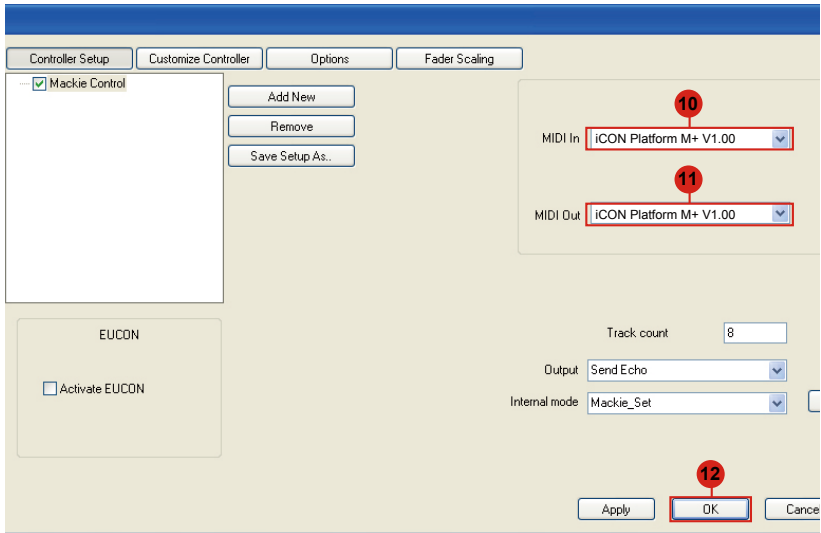 Controller Setup Customize Controller Options Fader Scaling
Mackie Control
Add New
Remove
Save Setup As..
10
MIDI In iCON Platform M+ V1.00
11
MIDI Out iCON Platform M+ V1.00
EUCON
Activate EUCON
Track count 8
Output Send Echo
Internal mode Mackie_Set
12
Apply OK Cancel